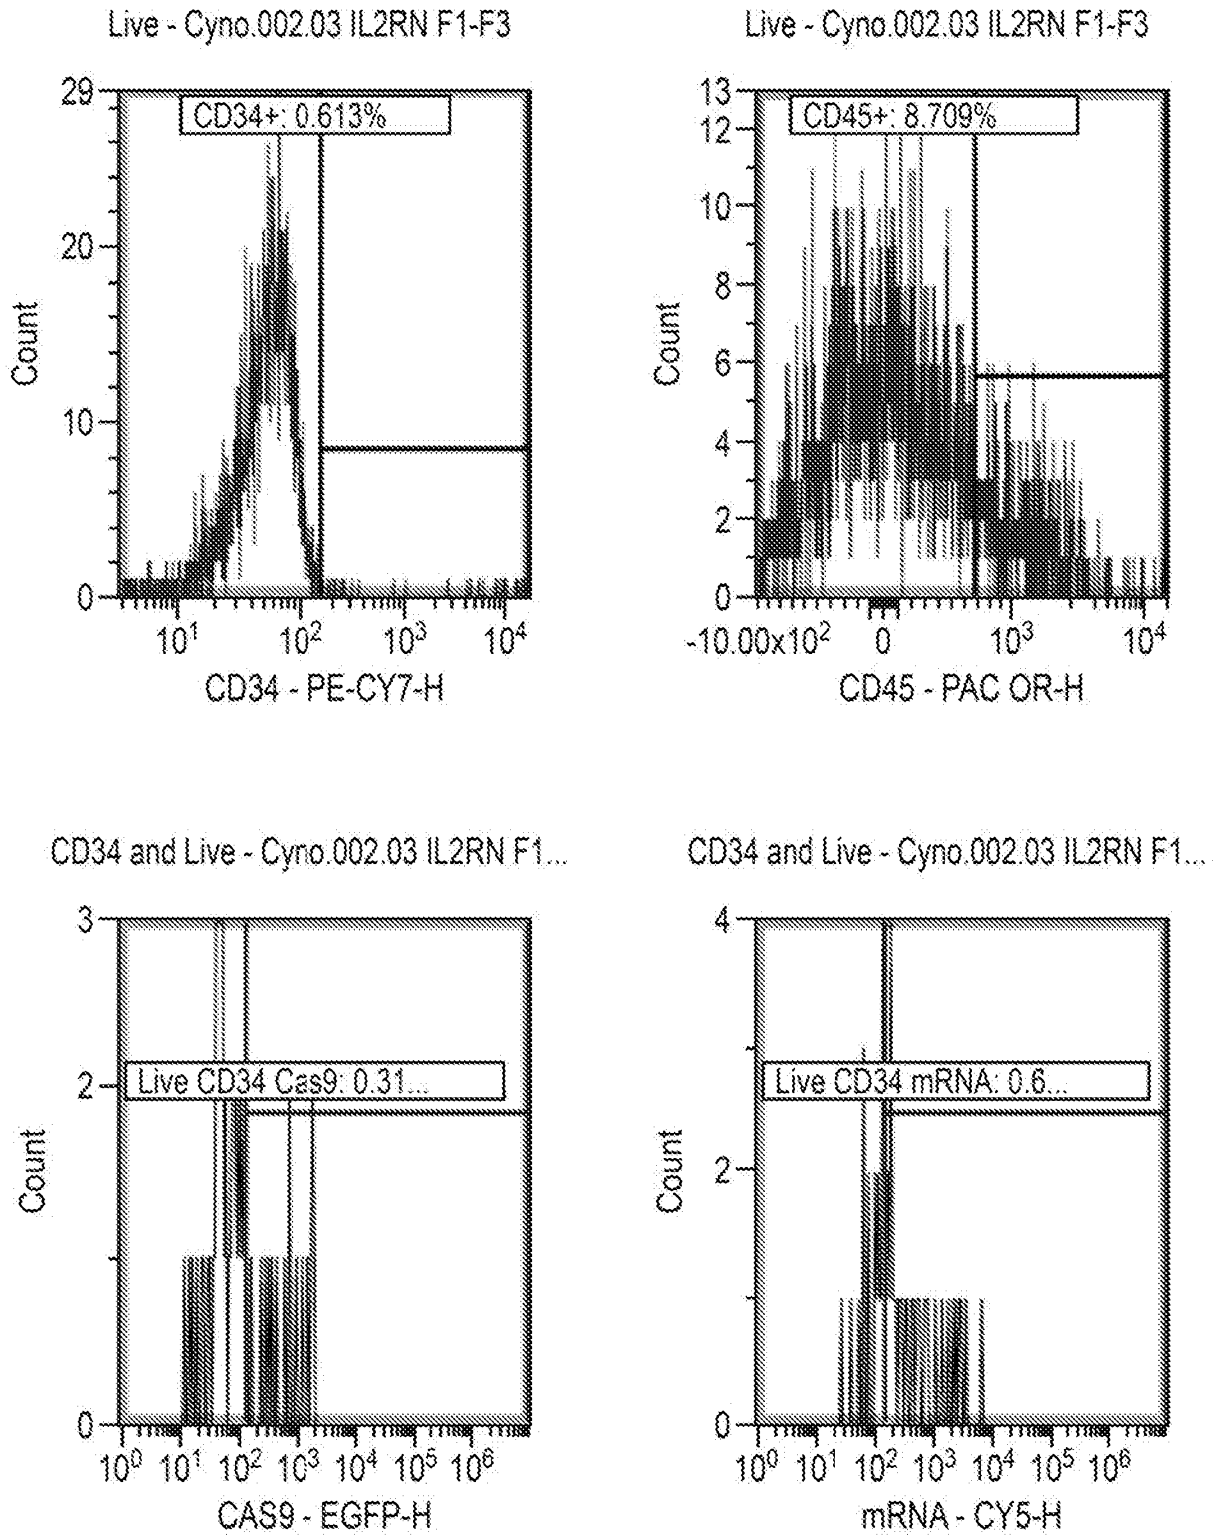 Live - Cyno.002.03 IL2RN F1-F3
29
CD34+: 0.613%
20
10
0
Count
10¹ 10² 10³ 10⁴
CD34 - PE-CY7-H
Live - Cyno.002.03 IL2RN F1-F3
13
CD45+: 8.709%
12
10
8
6
4
2
0
Count
-10.00x10² 0 10³ 10⁴
CD45 - PAC OR-H
CD34 and Live - Cyno.002.03 IL2RN F1...
3
Live CD34 Cas9: 0.31...
2
0
Count
10⁰ 10¹ 10² 10³ 10⁴ 10⁵ 10⁶
CAS9 - EGFP-H
CD34 and Live - Cyno.002.03 IL2RN F1...
4
Live CD34 mRNA: 0.6...
2
0
Count
10⁰ 10¹ 10² 10³ 10⁴ 10⁵ 10⁶
mRNA - CY5-H